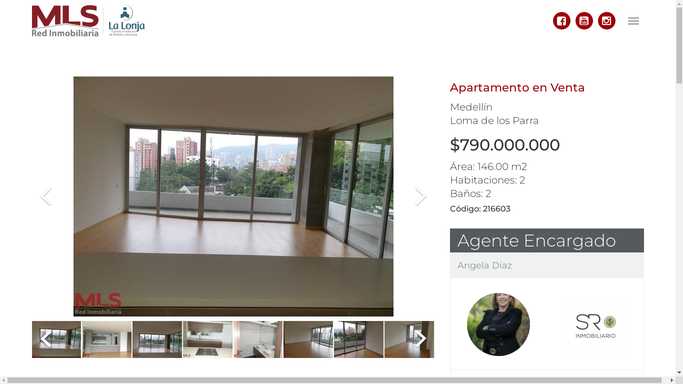 MLS
Red Inmobiliaria
La Lonja
Apartamento en Venta
Medellín
Loma de los Parra
$790.000.000
Área: 146.00 m2
Habitaciones: 2
Baños: 2
Código: 216603
MLS
Red Inmobiliaria
Agente Encargado
Angela Diaz
SR
INMOBILIARIO